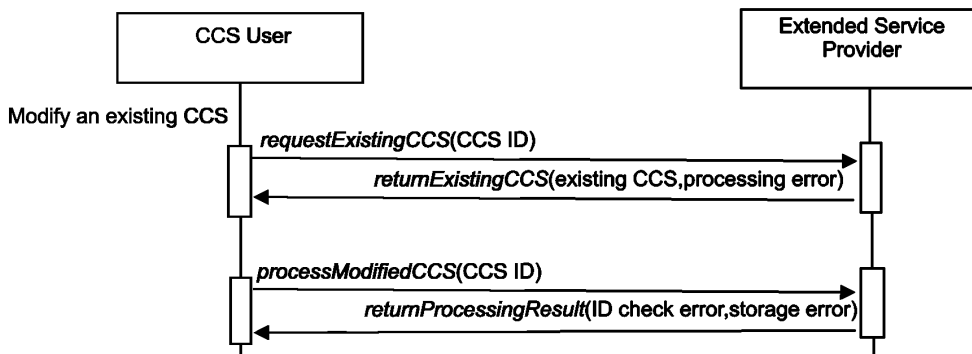 CCS User
Extended Service
Provider
Modify an existing CCS
requestExistingCCS(CCS ID)
returnExistingCCS(existing CCS,processing error)
processModifiedCCS(CCS ID)
returnProcessingResult(ID check error,storage error)